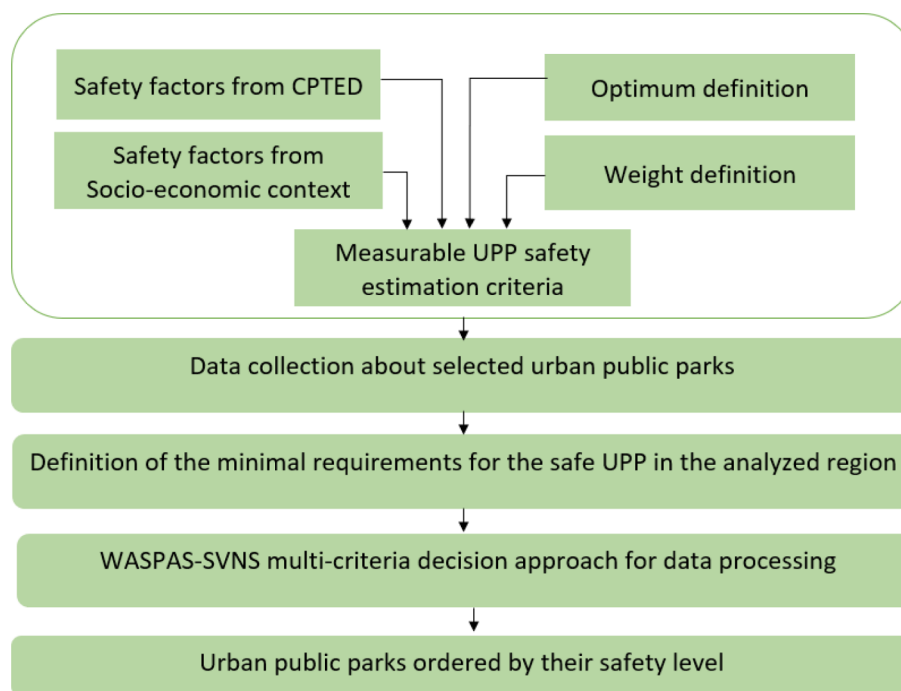 Safety factors from CPTED
Optimum definition
Safety factors from
Socio-economic context
Weight definition
Measurable UPP safety
estimation criteria
Data collection about selected urban public parks
Definition of the minimal requirements for the safe UPP in the analyzed region
WASPAS-SVNS multi-criteria decision approach for data processing
Urban public parks ordered by their safety level